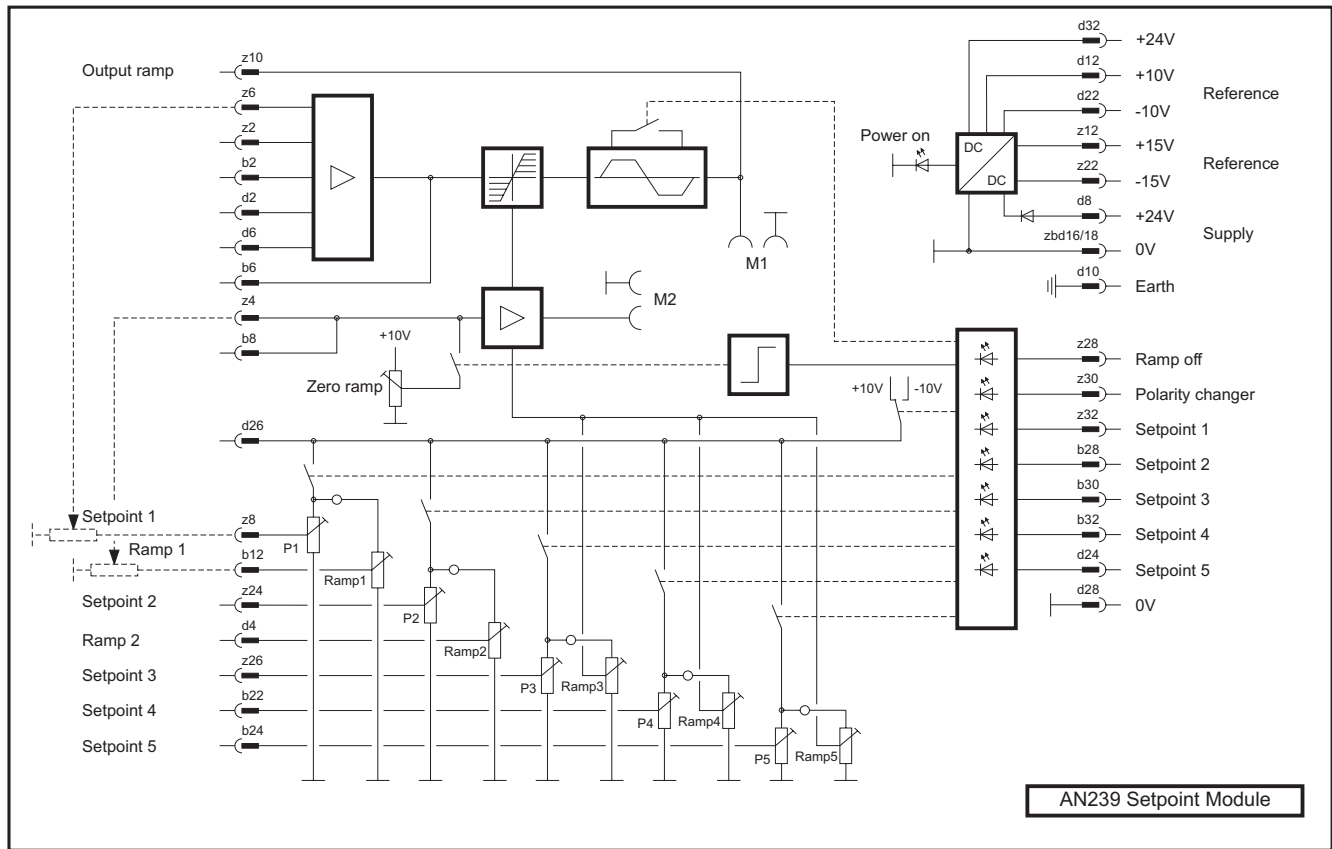 Output ramp
z10
z6
z2
b2
d2
d6
b6
z4
b8
d26
Setpoint 1
z8
Ramp 1
b12
Setpoint 2
z24
Ramp 2
d4
Setpoint 3
z26
Setpoint 4
b22
Setpoint 5
b24
M1
M2
+10V
Zero ramp
+10V
-10V
P1
Ramp1
P2
Ramp2
P3
Ramp3
P4
Ramp4
P5
Ramp5
Power on
DC
DC
d32
+24V
d12
+10V
Reference
d22
-10V
z12
+15V
Reference
z22
-15V
d8
+24V
Supply
zbd16/18
0V
d10
Earth
z28
Ramp off
z30
Polarity changer
z32
Setpoint 1
b28
Setpoint 2
b30
Setpoint 3
b32
Setpoint 4
d24
Setpoint 5
d28
0V
AN239 Setpoint Module